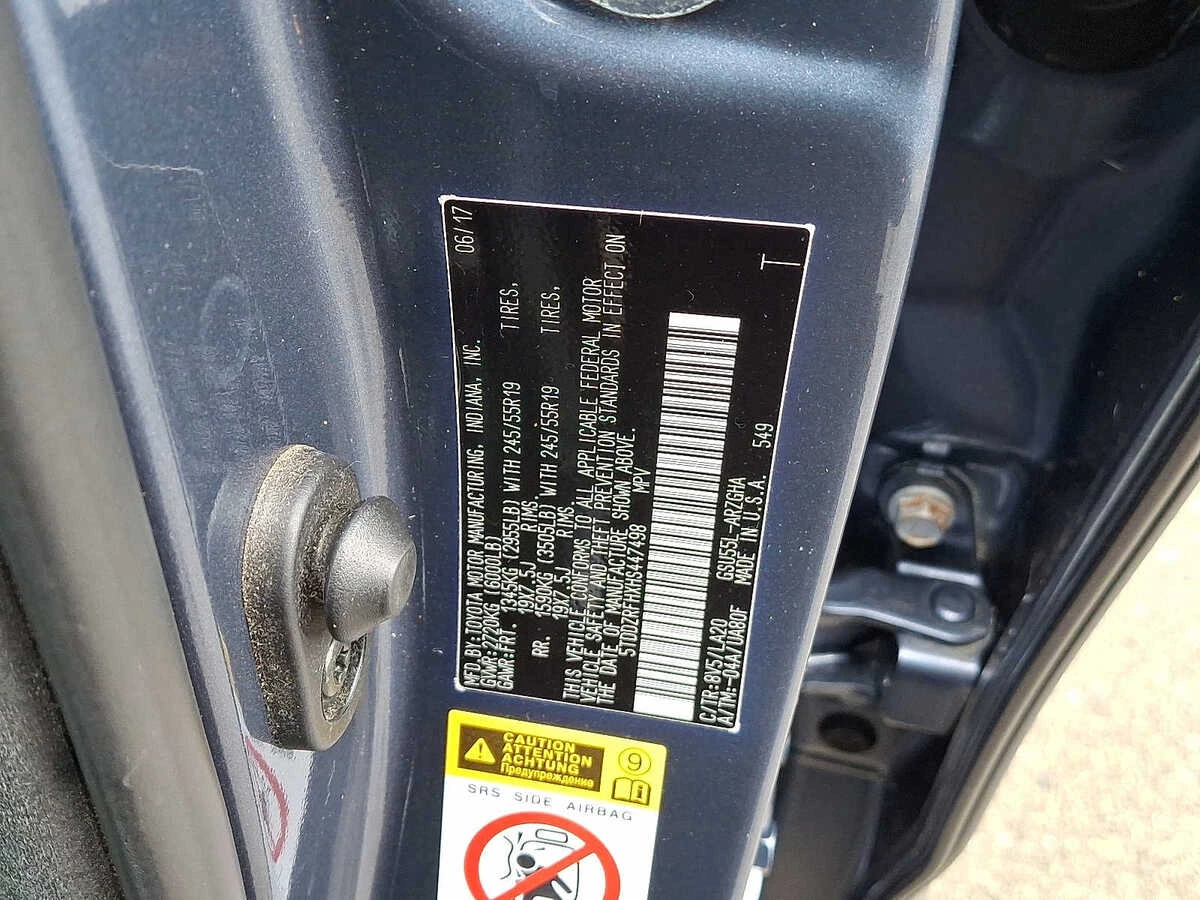 MFD.BY:TOYOTA MOTOR MANUFACTURING, INDIANA, INC. 06/17
GVWR:2720KG (6000LB)
GAWR:FRT. 1345KG (2955LB) WITH 245/55R19 TIRES,
19X7.5J RIMS.
RR. 1590KG (3505LB) WITH 245/55R19 TIRES,
19X7.5J RIMS.
THIS VEHICLE CONFORMS TO ALL APPLICABLE FEDERAL MOTOR
VEHICLE SAFETY AND THEFT PREVENTION STANDARDS IN EFFECT ON
THE DATE OF MANUFACTURE SHOWN ABOVE.
5TDDZRFHXHS447498 MPV
C/TR:8V5/LA20 GSU55L-ARZGHA
A/TM:-04A/UA80F MADE IN U.S.A. 549
T
CAUTION
ATTENTION
ACHTUNG
Предупреждение
9
SRS SIDE AIRBAG